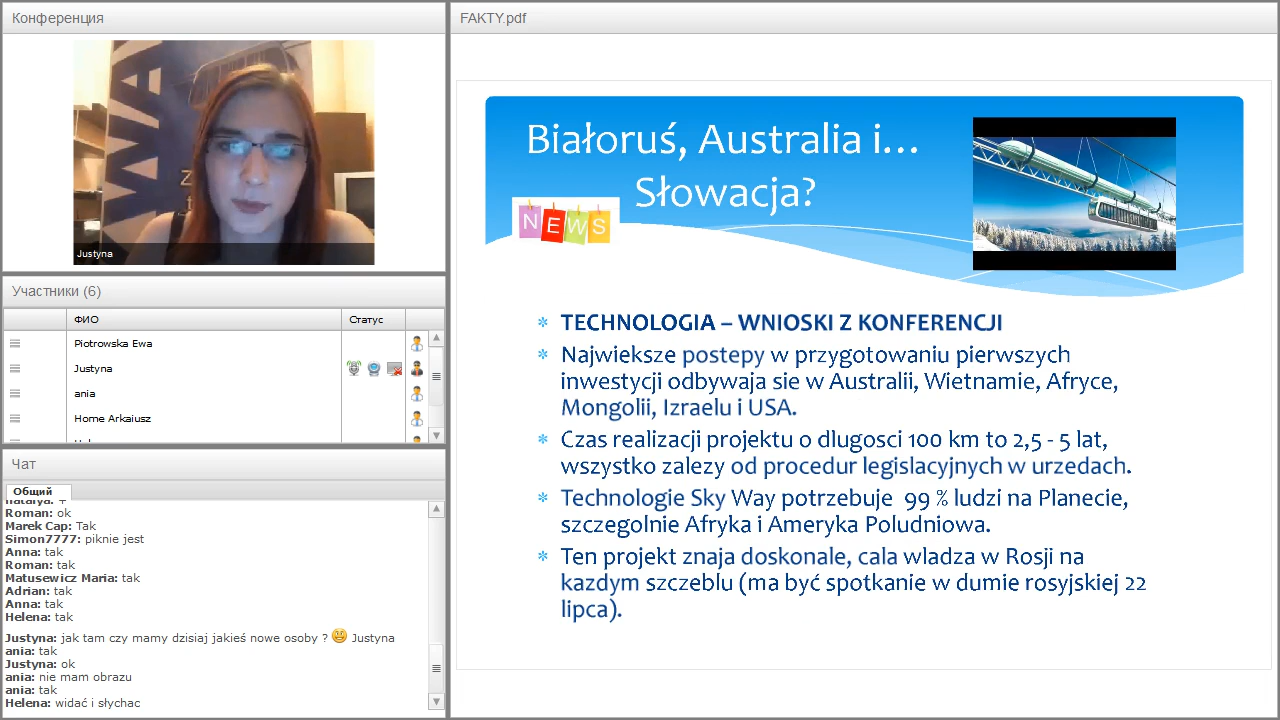 Конференция
WAY
Justyna
Участники (6)
ФИО
Статус
Piotrowska Ewa
Justyna
ania
Home Arkaiusz
Чат
Общий
natalya: +
Roman: ok
Marek Cap: Tak
Simon7777: piknie jest
Anna: tak
Roman: tak
Matusewicz Maria: tak
Adrian: tak
Anna: tak
Helena: tak
Justyna: jak tam czy mamy dzisiaj jakieś nowe osoby ? Justyna
ania: tak
Justyna: ok
ania: nie mam obrazu
ania: tak
Helena: widać i słychac
FAKTY.pdf
Białoruś, Australia i...
Słowacja?
NEWS
* TECHNOLOGIA – WNIOSKI Z KONFERENCJI
* Najwieksze postepy w przygotowaniu pierwszych
inwestycji odbywaja sie w Australii, Wietnamie, Afryce,
Mongolii, Izraelu i USA.
* Czas realizacji projektu o dlugosci 100 km to 2,5 - 5 lat,
wszystko zalezy od procedur legislacyjnych w urzedach.
* Technologie Sky Way potrzebuje 99 % ludzi na Planecie,
szczegolnie Afryka i Ameryka Poludniowa.
* Ten projekt znaja doskonale, cala wladza w Rosji na
kazdym szczeblu (ma być spotkanie w dumie rosyjskiej 22
lipca).